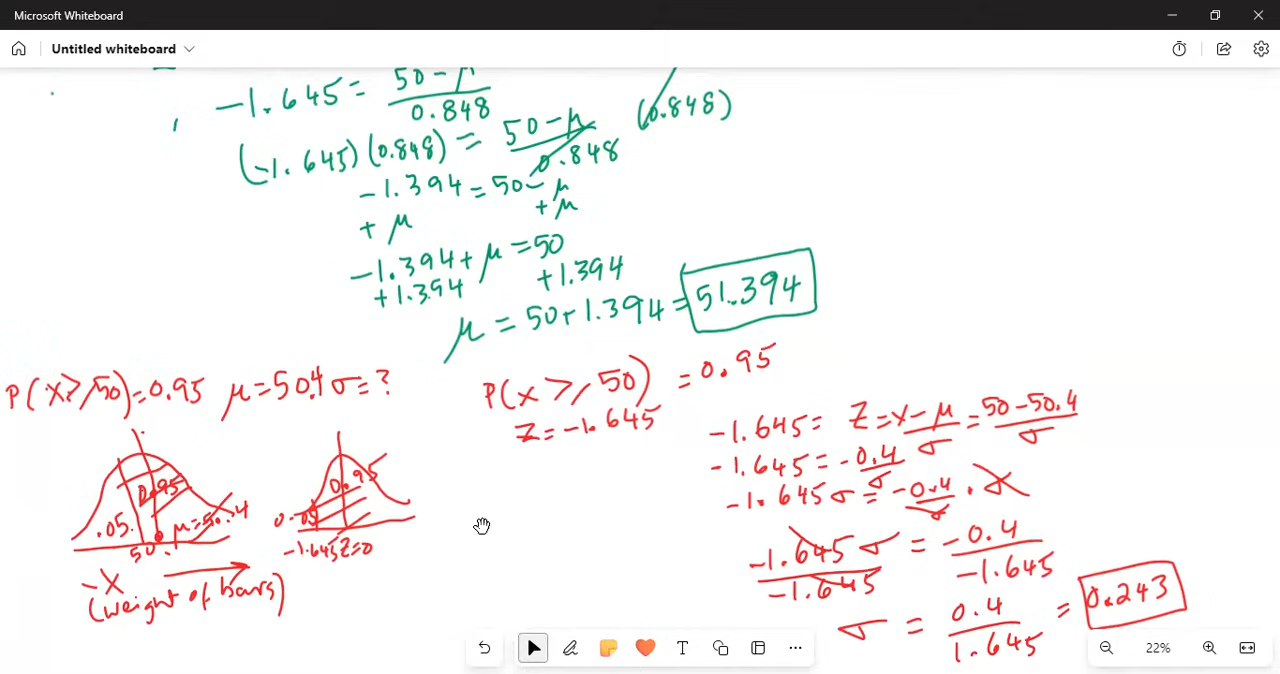 Microsoft Whiteboard
Untitled whiteboard
-1.645 = 50-μ / 0.848
(-1.645)(0.848) = 50-μ / 0.848 (0.848)
-1.394 = 50-μ
+μ +μ
-1.394+μ = 50
+1.394 +1.394
μ = 50+1.394 = 51.394
P(x ≥ 50) = 0.95 μ = 50.4 σ = ?
.05 0.95 μ=50.4
50
-X
(weight of bars)
0.05 0.95
-1.645 Z=0
P(x ≥ 50) = 0.95
Z = -1.645
-1.645 = Z = x-μ / σ = 50-50.4 / σ
-1.645 = -0.4 / σ
-1.645 σ = -0.4 / σ · σ
-1.645 σ / -1.645 = -0.4 / -1.645
σ = 0.4 / 1.645 = 0.243
22%